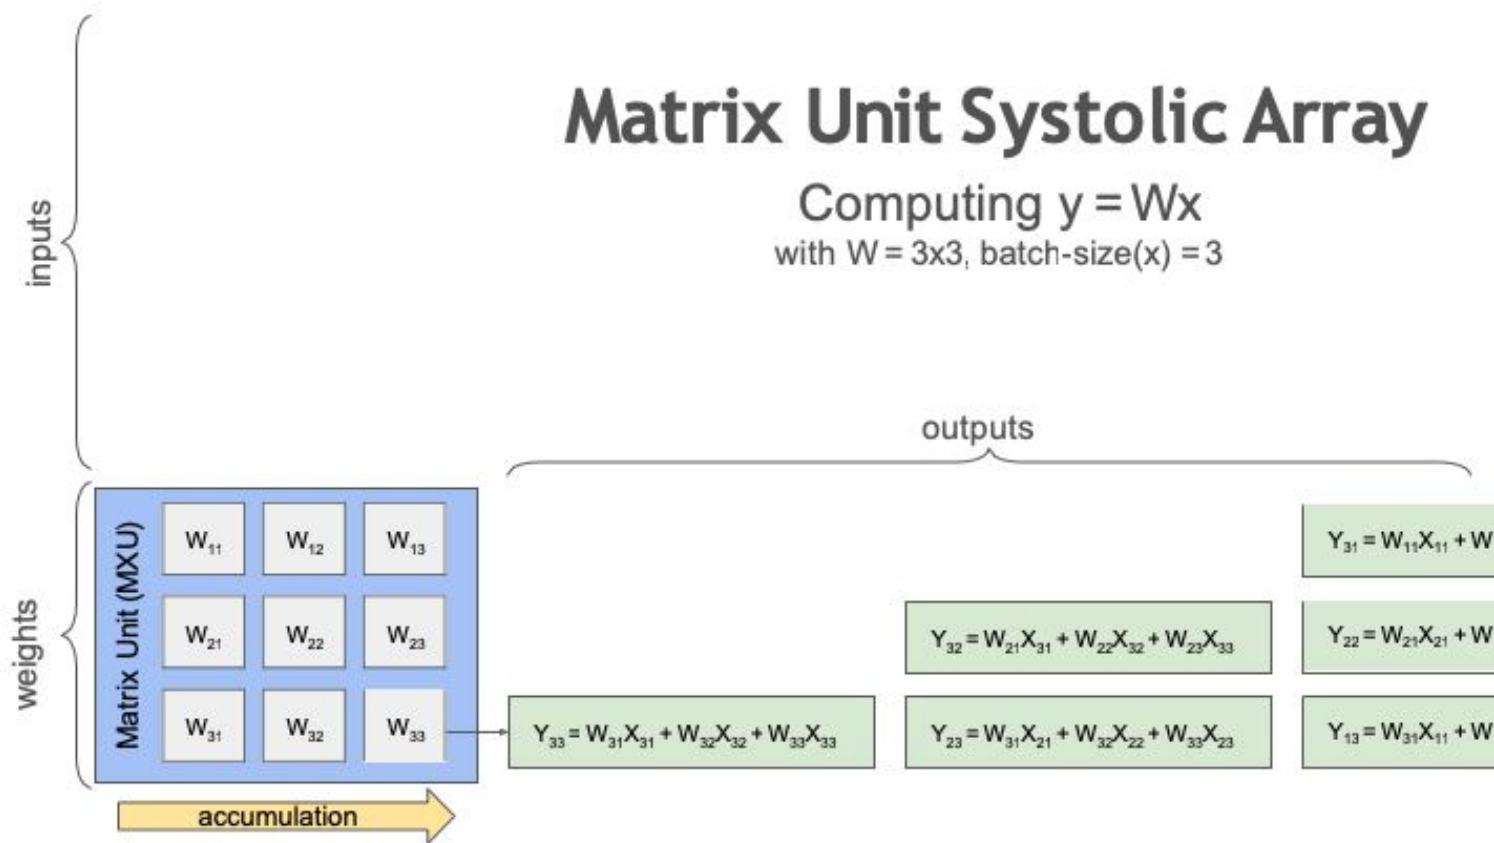 Matrix Unit Systolic Array
Computing y = Wx
with W = 3x3, batch-size(x) = 3
inputs
outputs
weights
Matrix Unit (MXU)
W₁₁ W₁₂ W₁₃
W₂₁ W₂₂ W₂₃
W₃₁ W₃₂ W₃₃
Y₃₁ = W₁₁X₁₁ + W
Y₃₂ = W₂₁X₃₁ + W₂₂X₃₂ + W₂₃X₃₃
Y₂₂ = W₂₁X₂₁ + W
Y₃₃ = W₃₁X₃₁ + W₃₂X₃₂ + W₃₃X₃₃
Y₂₃ = W₃₁X₂₁ + W₃₂X₂₂ + W₃₃X₂₃
Y₁₃ = W₃₁X₁₁ + W
accumulation